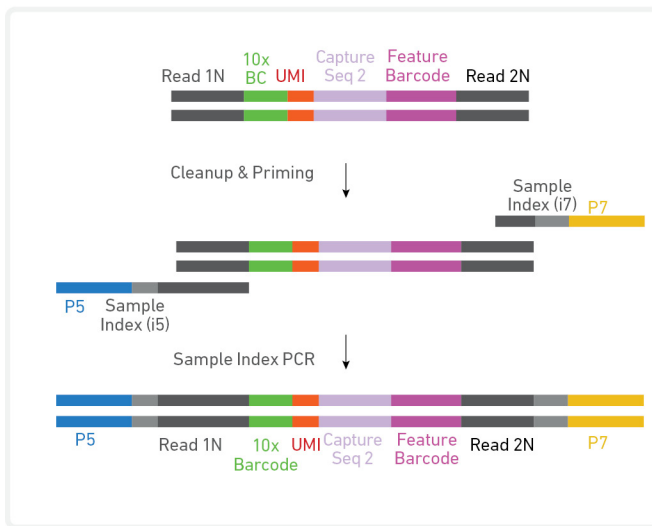 Read 1N
10x
BC
UMI
Capture
Seq 2
Feature
Barcode
Read 2N
Cleanup & Priming
Sample
Index (i7)
P7
P5
Sample
Index (i5)
Sample Index PCR
P5
Read 1N
10x
Barcode
UMI
Capture
Seq 2
Feature
Barcode
Read 2N
P7